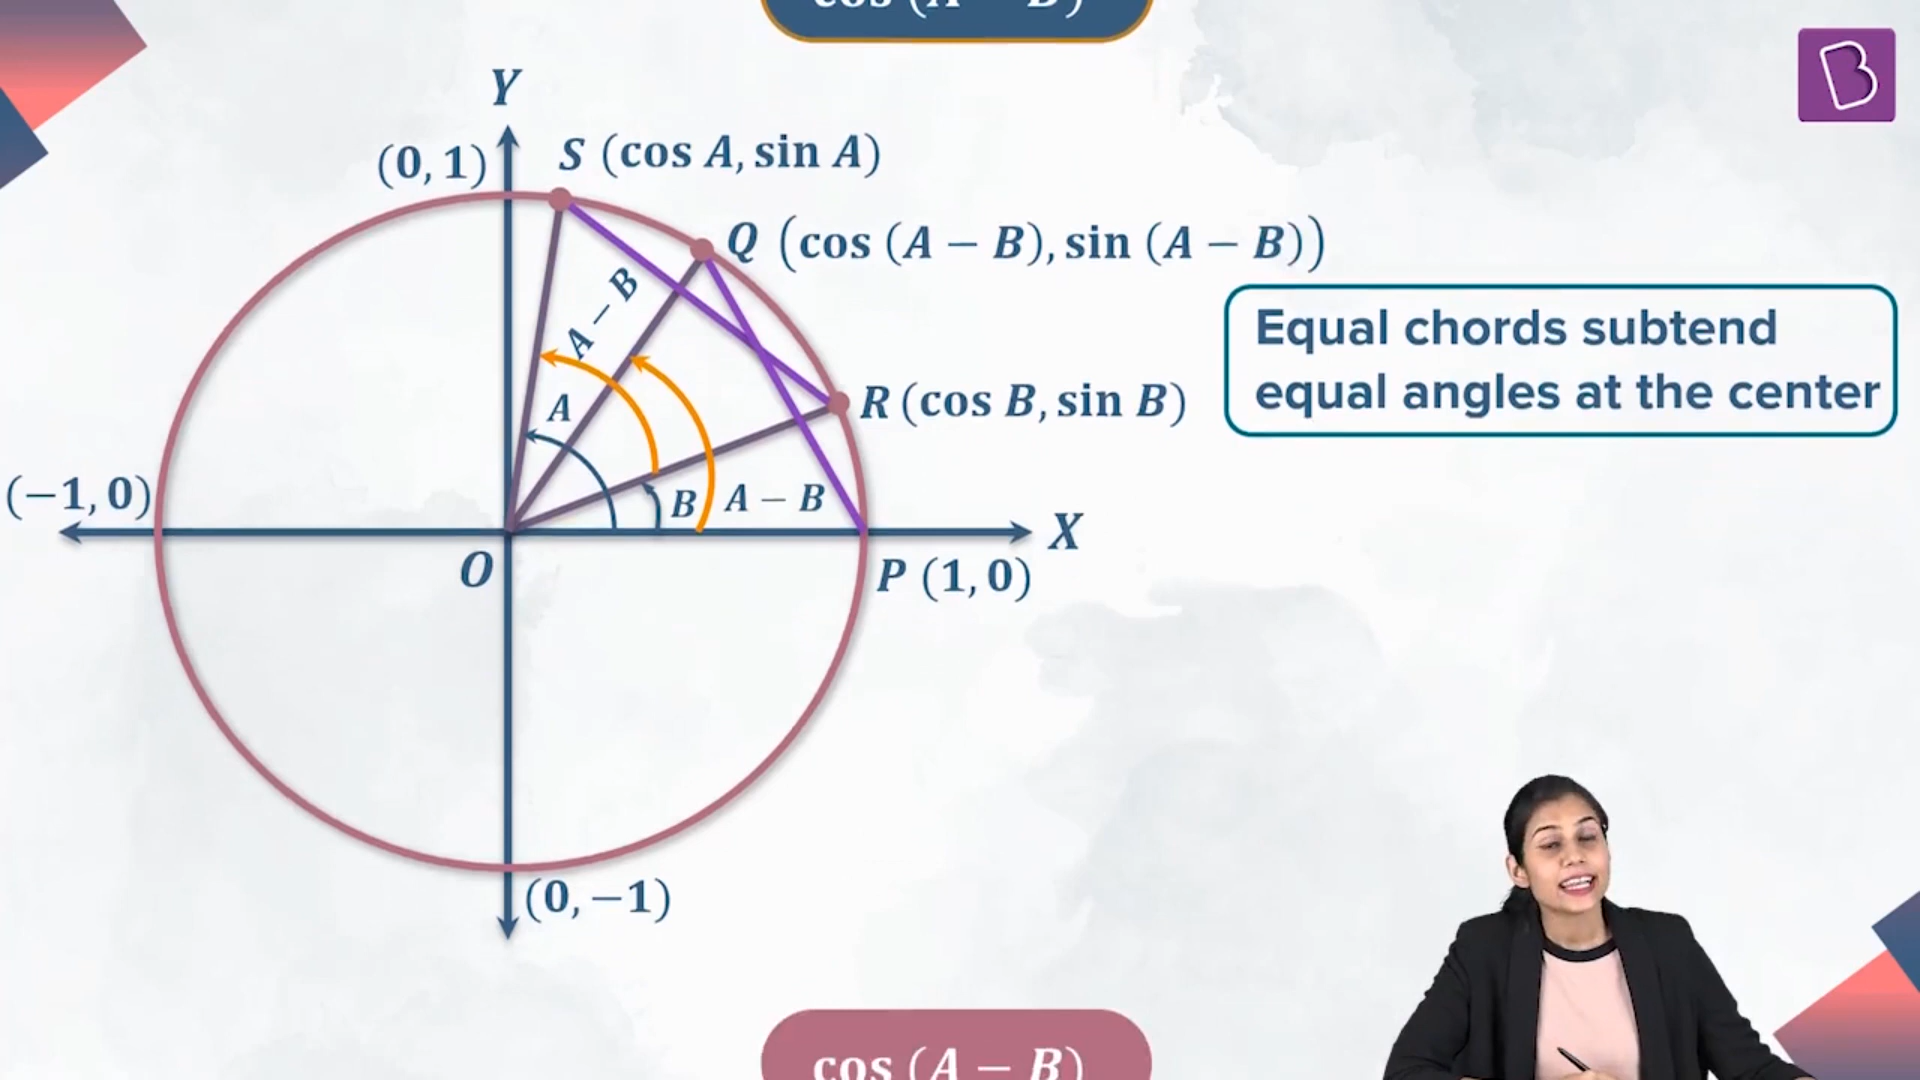 cos (A − B)
Y
(0, 1)
S (cos A, sin A)
Q (cos (A − B), sin (A − B))
A − B
Equal chords subtend
equal angles at the center
A
R (cos B, sin B)
(−1, 0)
B
A − B
X
O
P (1, 0)
(0, −1)
cos (A − B)